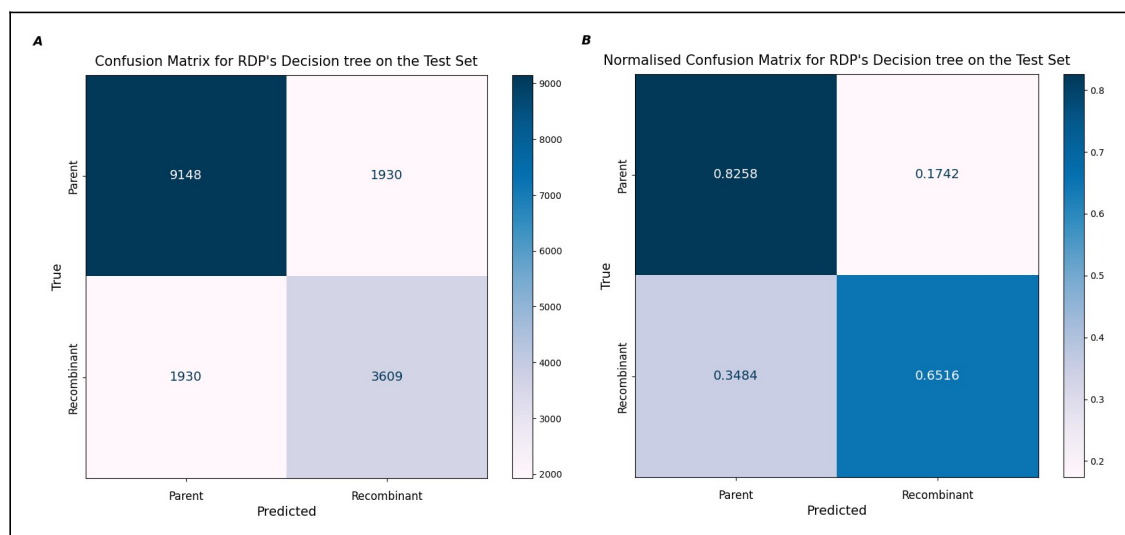 A
Confusion Matrix for RDP's Decision tree on the Test Set
9148
1930
1930
3609
Parent
Recombinant
True
Parent
Recombinant
Predicted
9000
8000
7000
6000
5000
4000
3000
2000
B
Normalised Confusion Matrix for RDP's Decision tree on the Test Set
0.8258
0.1742
0.3484
0.6516
Parent
Recombinant
True
Parent
Recombinant
Predicted
0.8
0.7
0.6
0.5
0.4
0.3
0.2